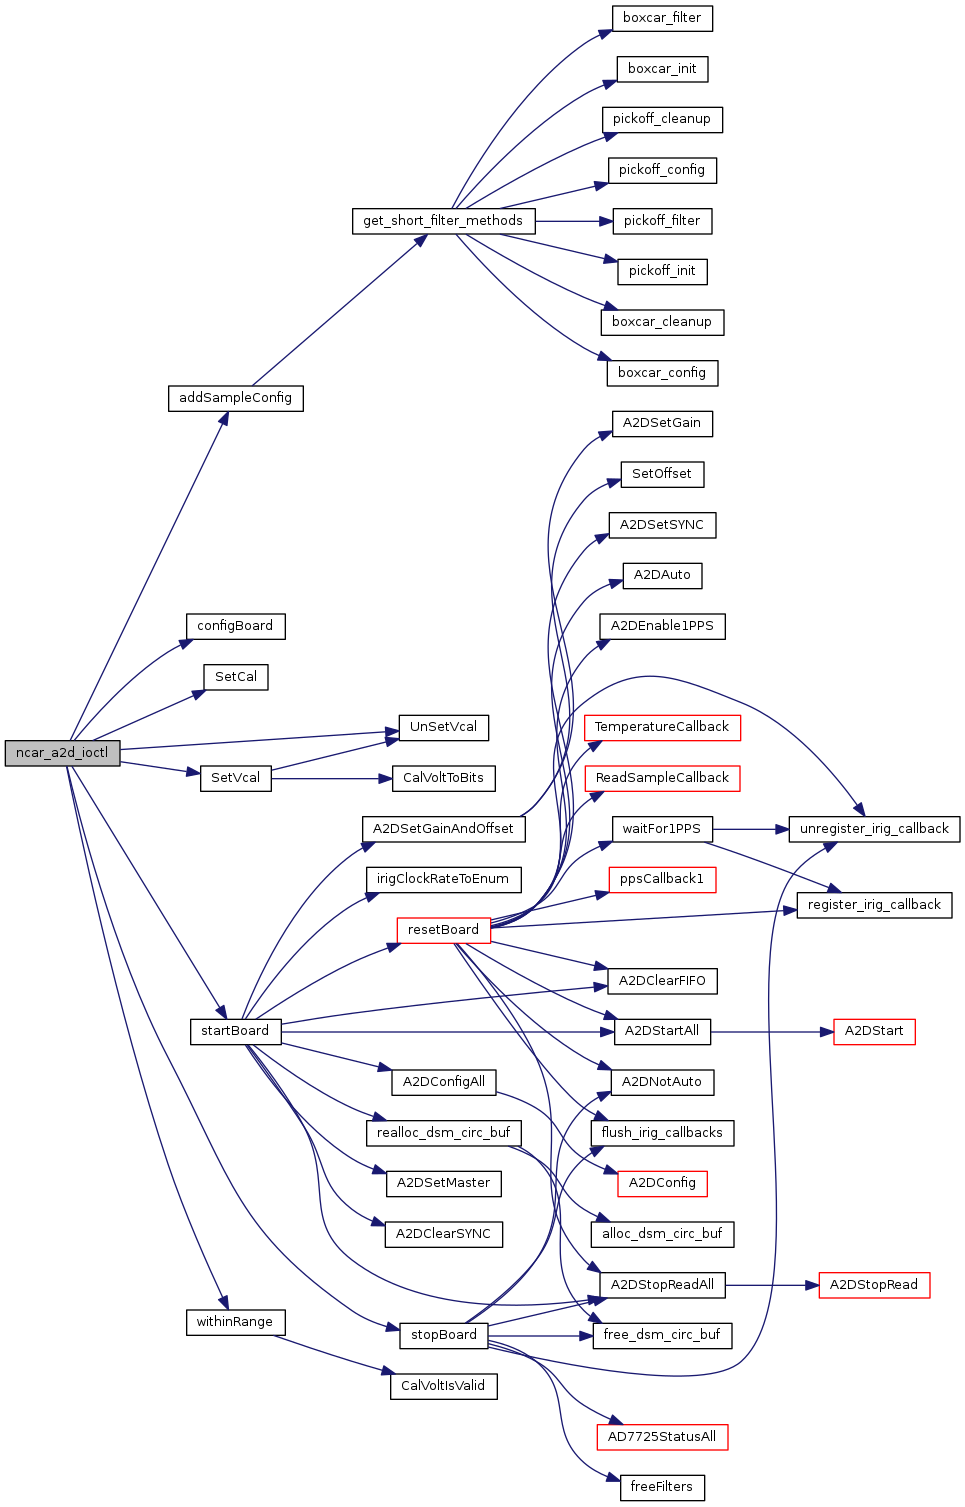 boxcar_filter
boxcar_init
pickoff_cleanup
pickoff_config
get_short_filter_methods
pickoff_filter
pickoff_init
boxcar_cleanup
boxcar_config
addSampleConfig
A2DSetGain
SetOffset
A2DSetSYNC
A2DAuto
configBoard
A2DEnable1PPS
SetCal
UnSetVcal
TemperatureCallback
ncar_a2d_ioctl
SetVcal
CalVoltToBits
ReadSampleCallback
A2DSetGainAndOffset
waitFor1PPS
unregister_irig_callback
irigClockRateToEnum
ppsCallback1
register_irig_callback
resetBoard
A2DClearFIFO
startBoard
A2DStartAll
A2DStart
A2DConfigAll
A2DNotAuto
realloc_dsm_circ_buf
flush_irig_callbacks
A2DSetMaster
A2DConfig
A2DClearSYNC
alloc_dsm_circ_buf
A2DStopReadAll
A2DStopRead
withinRange
stopBoard
free_dsm_circ_buf
CalVoltIsValid
AD7725StatusAll
freeFilters